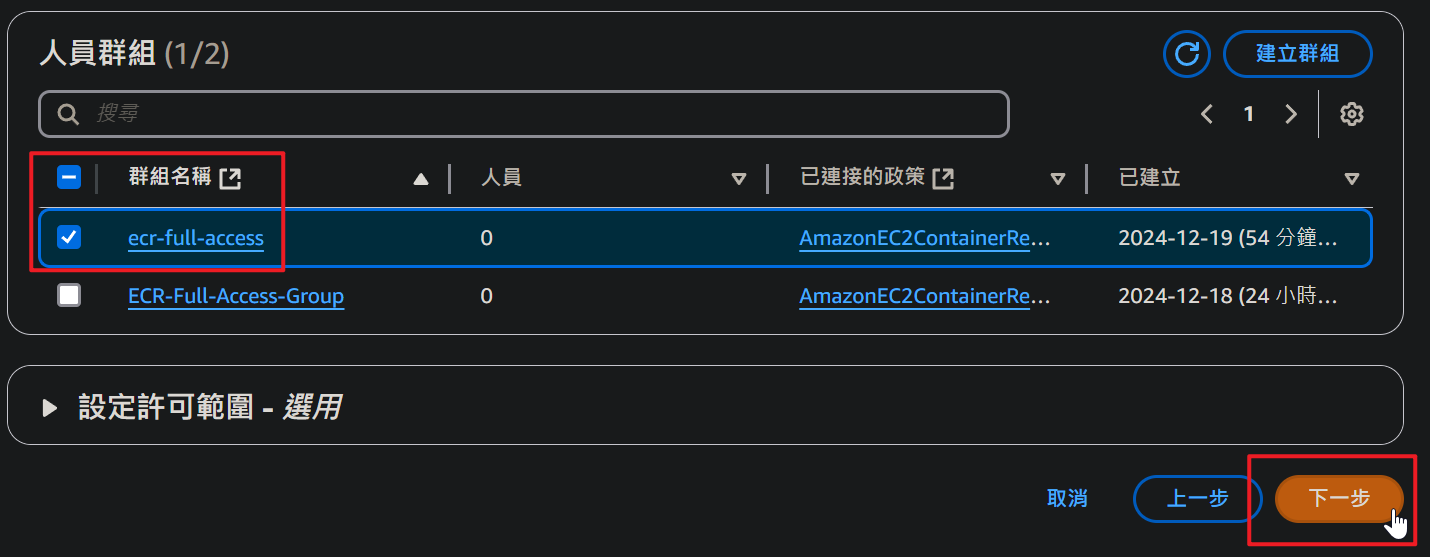 人員群組 (1/2)
建立群組
搜尋
1
群組名稱 人員 已連接的政策 已建立
ecr-full-access 0 AmazonEC2ContainerRe... 2024-12-19 (54 分鐘...
ECR-Full-Access-Group 0 AmazonEC2ContainerRe... 2024-12-18 (24 小時...
設定許可範圍 - 選用
取消 上一步 下一步